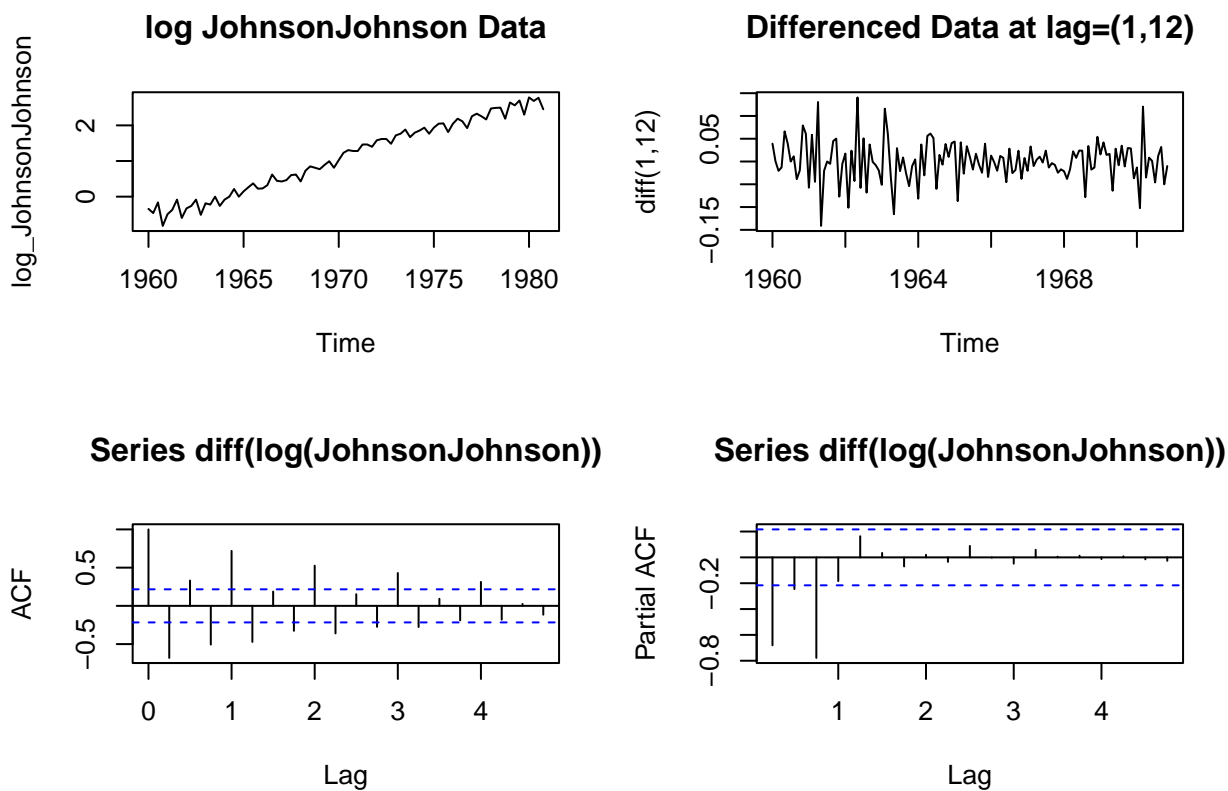 log JohnsonJohnson Data
log_JohnsonJohnson
2
0
1960 1965 1970 1975 1980
Time
Differenced Data at lag=(1,12)
diff(1,12)
0.05
−0.15
1960 1964 1968
Time
Series diff(log(JohnsonJohnson))
ACF
0.5
−0.5
0 1 2 3 4
Lag
Series diff(log(JohnsonJohnson))
Partial ACF
−0.2
−0.8
1 2 3 4
Lag